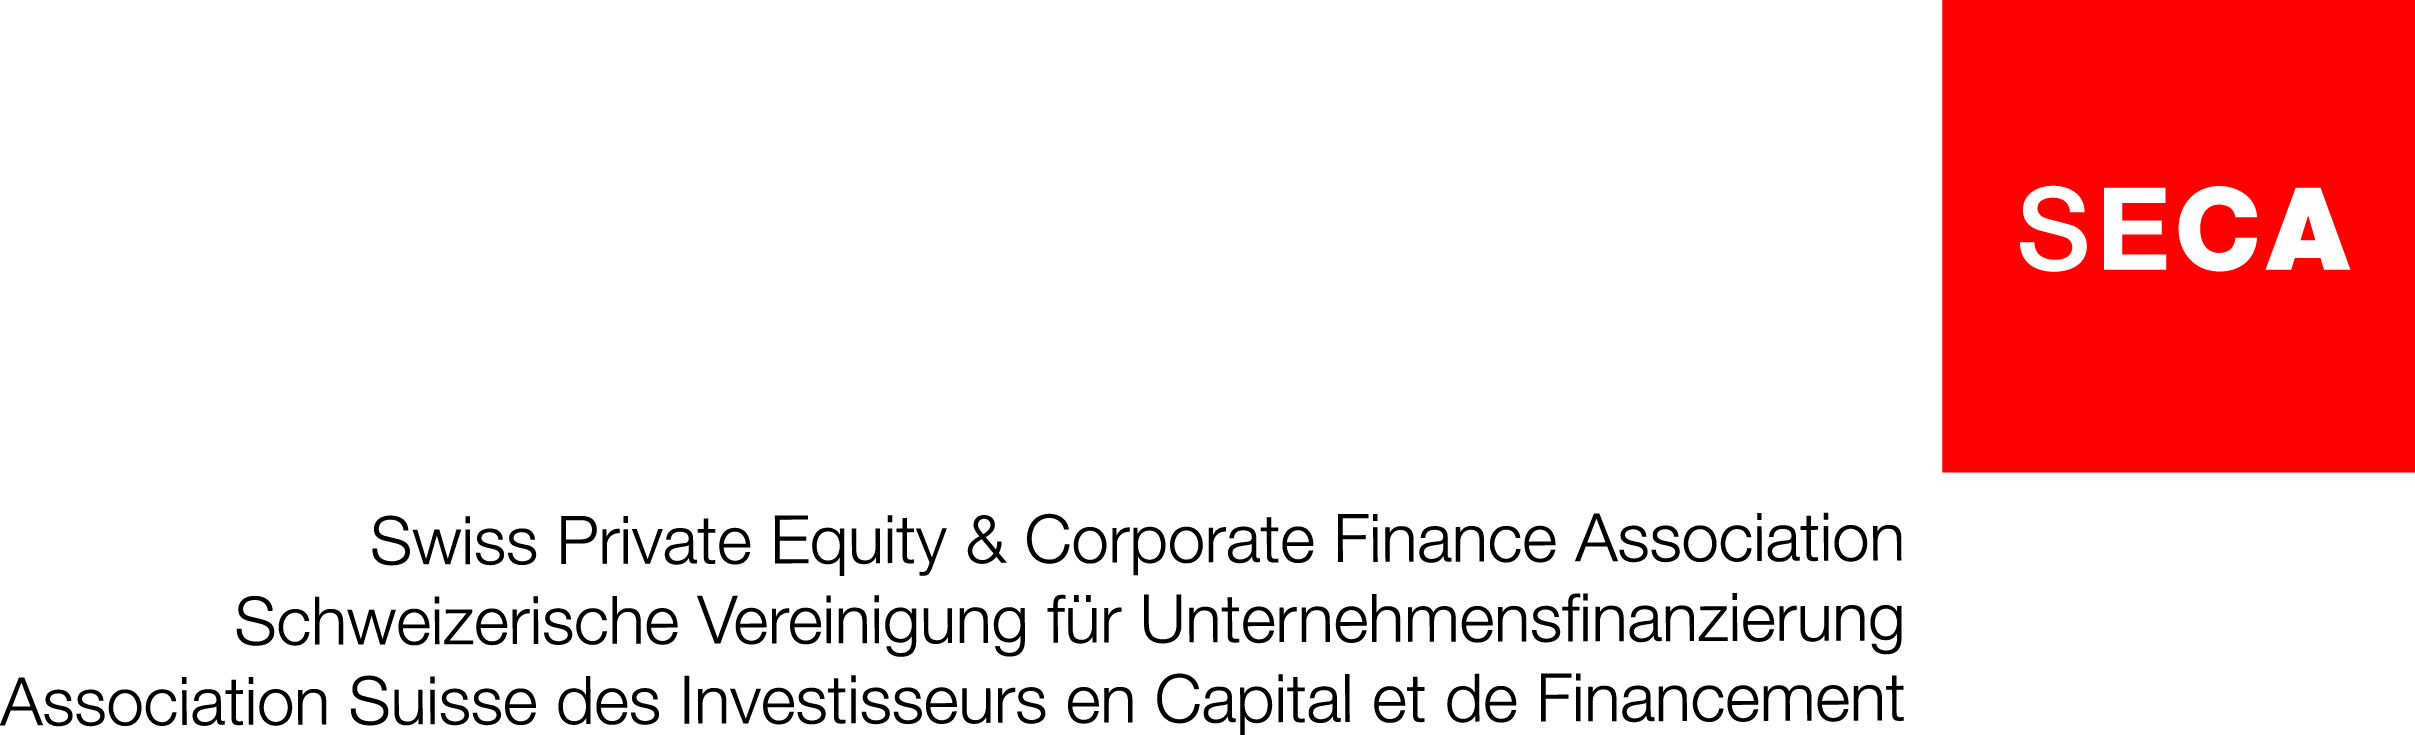 SECA
Swiss Private Equity & Corporate Finance Association
Schweizerische Vereinigung für Unternehmensfinanzierung
Association Suisse des Investisseurs en Capital et de Financement